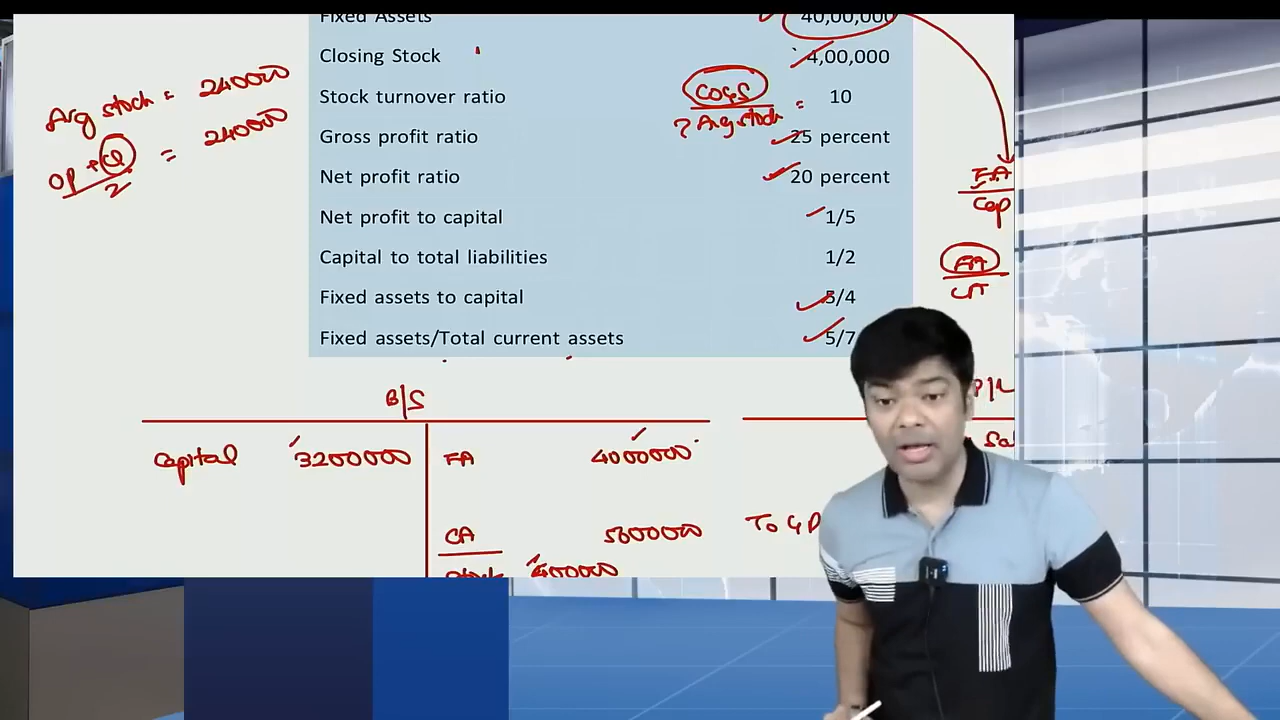 Fixed Assets 40,00,000
Closing Stock 4,00,000
Stock turnover ratio 10
Gross profit ratio 25 percent
Net profit ratio 20 percent
Net profit to capital 1/5
Capital to total liabilities 1/2
Fixed assets to capital 5/4
Fixed assets/Total current assets 5/7
Avg stock = 240000
Op + Cl
2
= 240000
COGS
? Avg stock
=
FA
Cap
FA
CA
B/S
P/L
Capital 3200000 FA 4000000
CA 5600000
400000
To GP